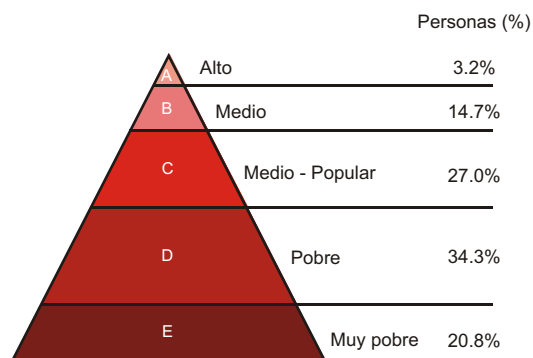 Personas (%)
A Alto 3.2%
B Medio 14.7%
C Medio - Popular 27.0%
D Pobre 34.3%
E Muy pobre 20.8%